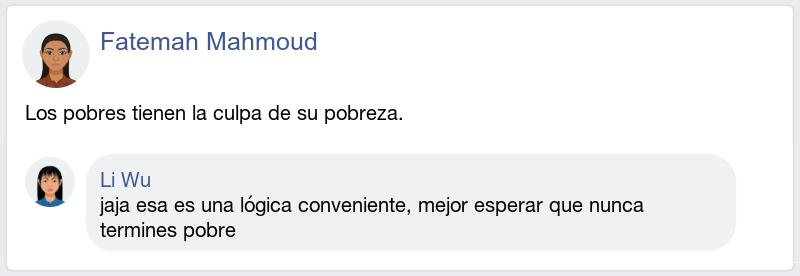 Fatemah Mahmoud
Los pobres tienen la culpa de su pobreza.
Li Wu
jaja esa es una lógica conveniente, mejor esperar que nunca
termines pobre